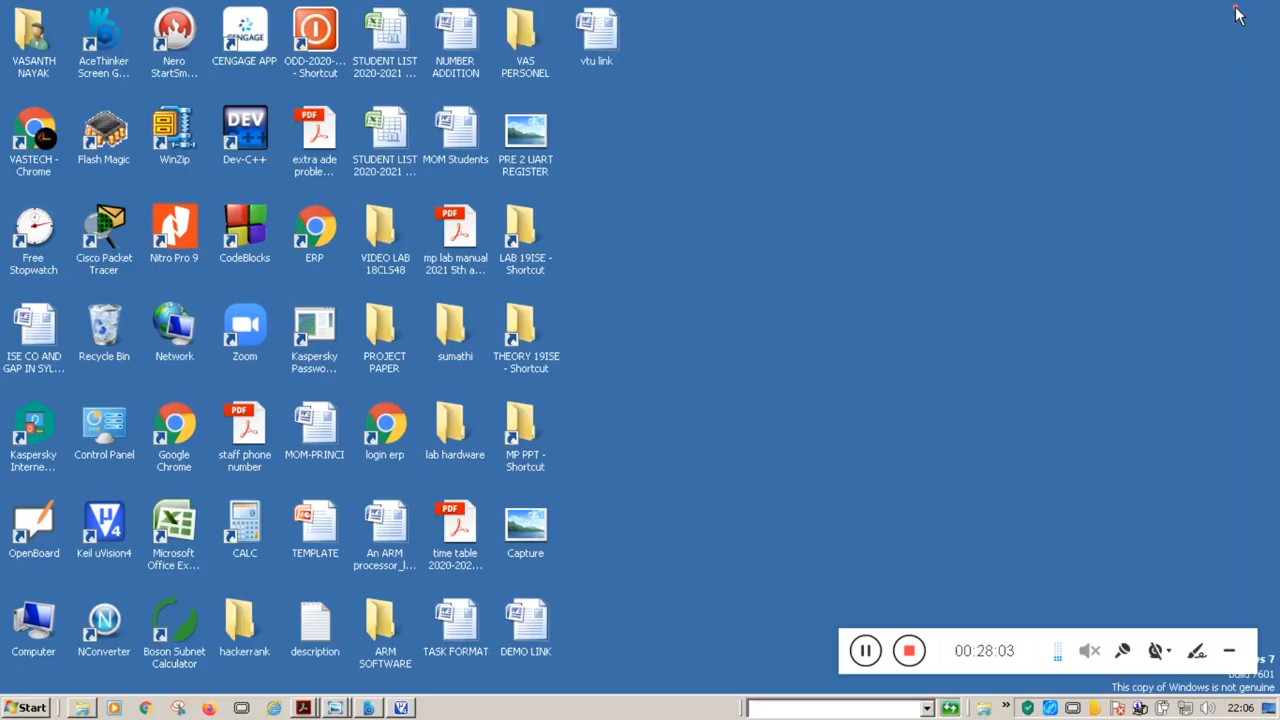 VASANTH
NAYAK
AceThinker
Screen G...
Nero
StartSm...
CENGAGE
CENGAGE APP
ODD-2020-...
- Shortcut
STUDENT LIST
2020-2021 ...
NUMBER
ADDITION
VAS
PERSONEL
vtu link
VASTECH -
Chrome
Flash Magic
WinZip
DEV
Dev-C++
PDF
extra ade
proble...
STUDENT LIST
2020-2021 ...
MOM Students
PRE 2 UART
REGISTER
Free
Stopwatch
Cisco Packet
Tracer
Nitro Pro 9
CodeBlocks
ERP
VIDEO LAB
18CLS48
PDF
mp lab manual
2021 5th a...
LAB 19ISE -
Shortcut
ISE CO AND
GAP IN SYL...
Recycle Bin
Network
Zoom
Kaspersky
Passwo...
PROJECT
PAPER
sumathi
THEORY 19ISE
- Shortcut
Kaspersky
Interne...
Control Panel
Google
Chrome
PDF
staff phone
number
MOM-PRINCI
login erp
lab hardware
MP PPT -
Shortcut
OpenBoard
Keil uVision4
Microsoft
Office Ex...
CALC
TEMPLATE
An ARM
processor_l...
PDF
time table
2020-202...
Capture
Computer
NConverter
Boson Subnet
Calculator
hackerrank
description
ARM
SOFTWARE
TASK FORMAT
DEMO LINK
00:28:03
s 7
Build 7601
This copy of Windows is not genuine
Start
22:06